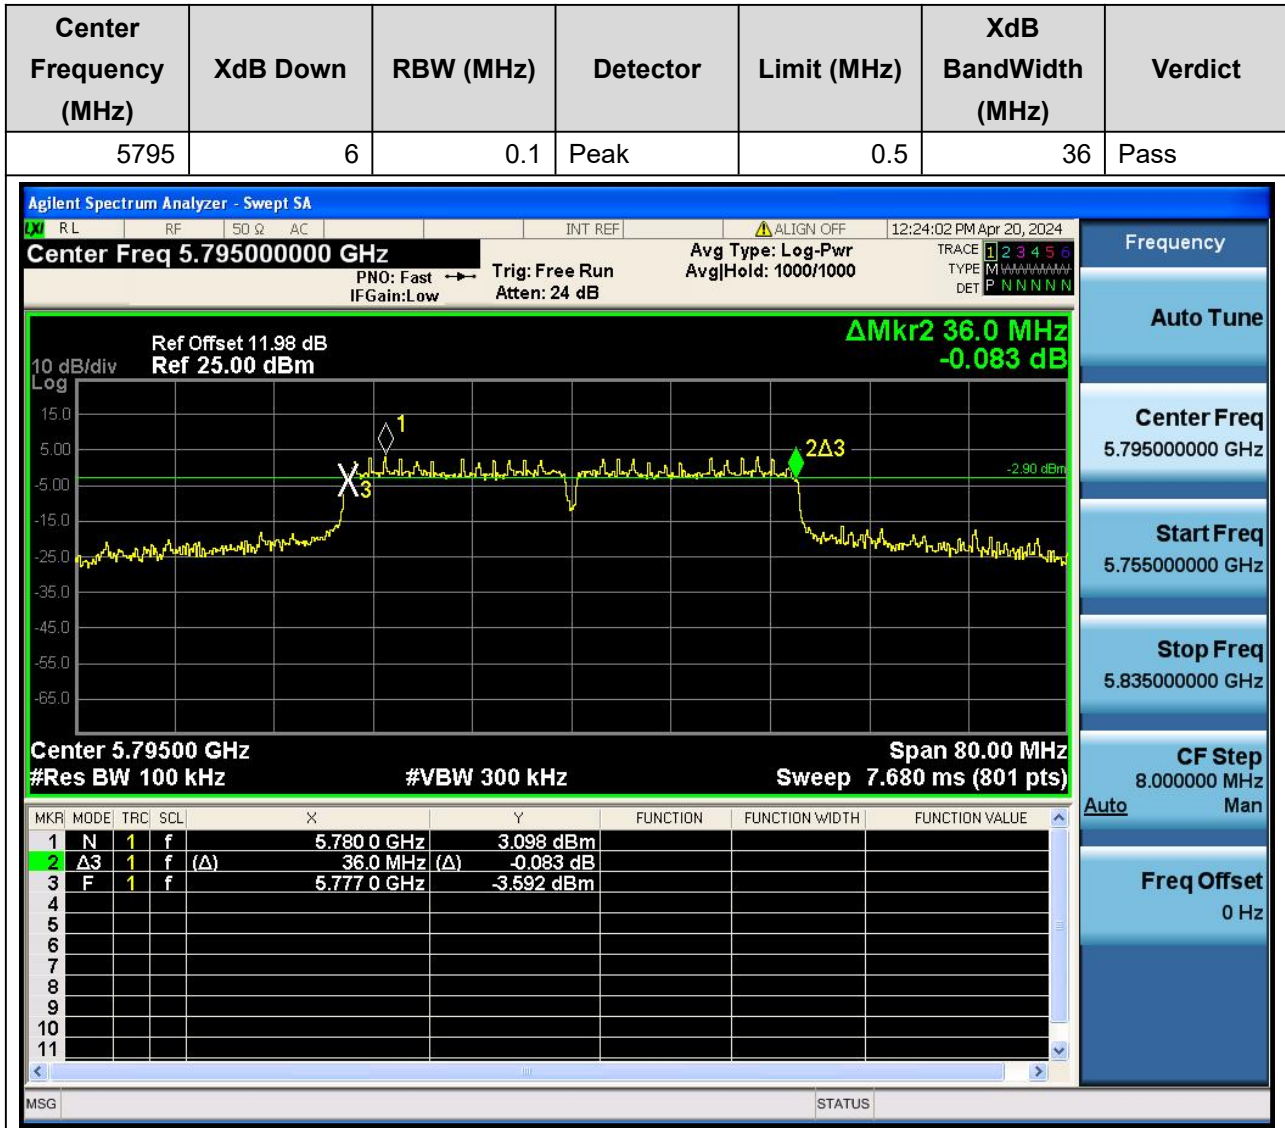 Center Frequency (MHz) XdB Down RBW (MHz) Detector Limit (MHz) XdB BandWidth (MHz) Verdict
5795 6 0.1 Peak 0.5 36 Pass
Agilent Spectrum Analyzer - Swept SA
LXI RL RF 50 Ω AC INT REF ALIGN OFF 12:24:02 PM Apr 20, 2024
Center Freq 5.795000000 GHz
PNO: Fast
IFGain:Low
Trig: Free Run
Atten: 24 dB
Avg Type: Log-Pwr
Avg|Hold: 1000/1000
TRACE 1 2 3 4 5 6
TYPE M
DET P N N N N N
ΔMkr2 36.0 MHz
-0.083 dB
Ref Offset 11.98 dB
10 dB/div Ref 25.00 dBm
Log
15.0
5.00
-5.00
-15.0
-25.0
-35.0
-45.0
-55.0
-65.0
1
2Δ3
3
-2.90 dBm
Center 5.79500 GHz Span 80.00 MHz
#Res BW 100 kHz #VBW 300 kHz Sweep 7.680 ms (801 pts)
MKR MODE TRC SCL X Y FUNCTION FUNCTION WIDTH FUNCTION VALUE
1 N 1 f 5.780 0 GHz 3.098 dBm
2 Δ3 1 f (Δ) 36.0 MHz (Δ) -0.083 dB
3 F 1 f 5.777 0 GHz -3.592 dBm
4
5
6
7
8
9
10
11
MSG STATUS
Frequency
Auto Tune
Center Freq
5.795000000 GHz
Start Freq
5.755000000 GHz
Stop Freq
5.835000000 GHz
CF Step
8.000000 MHz
Auto Man
Freq Offset
0 Hz